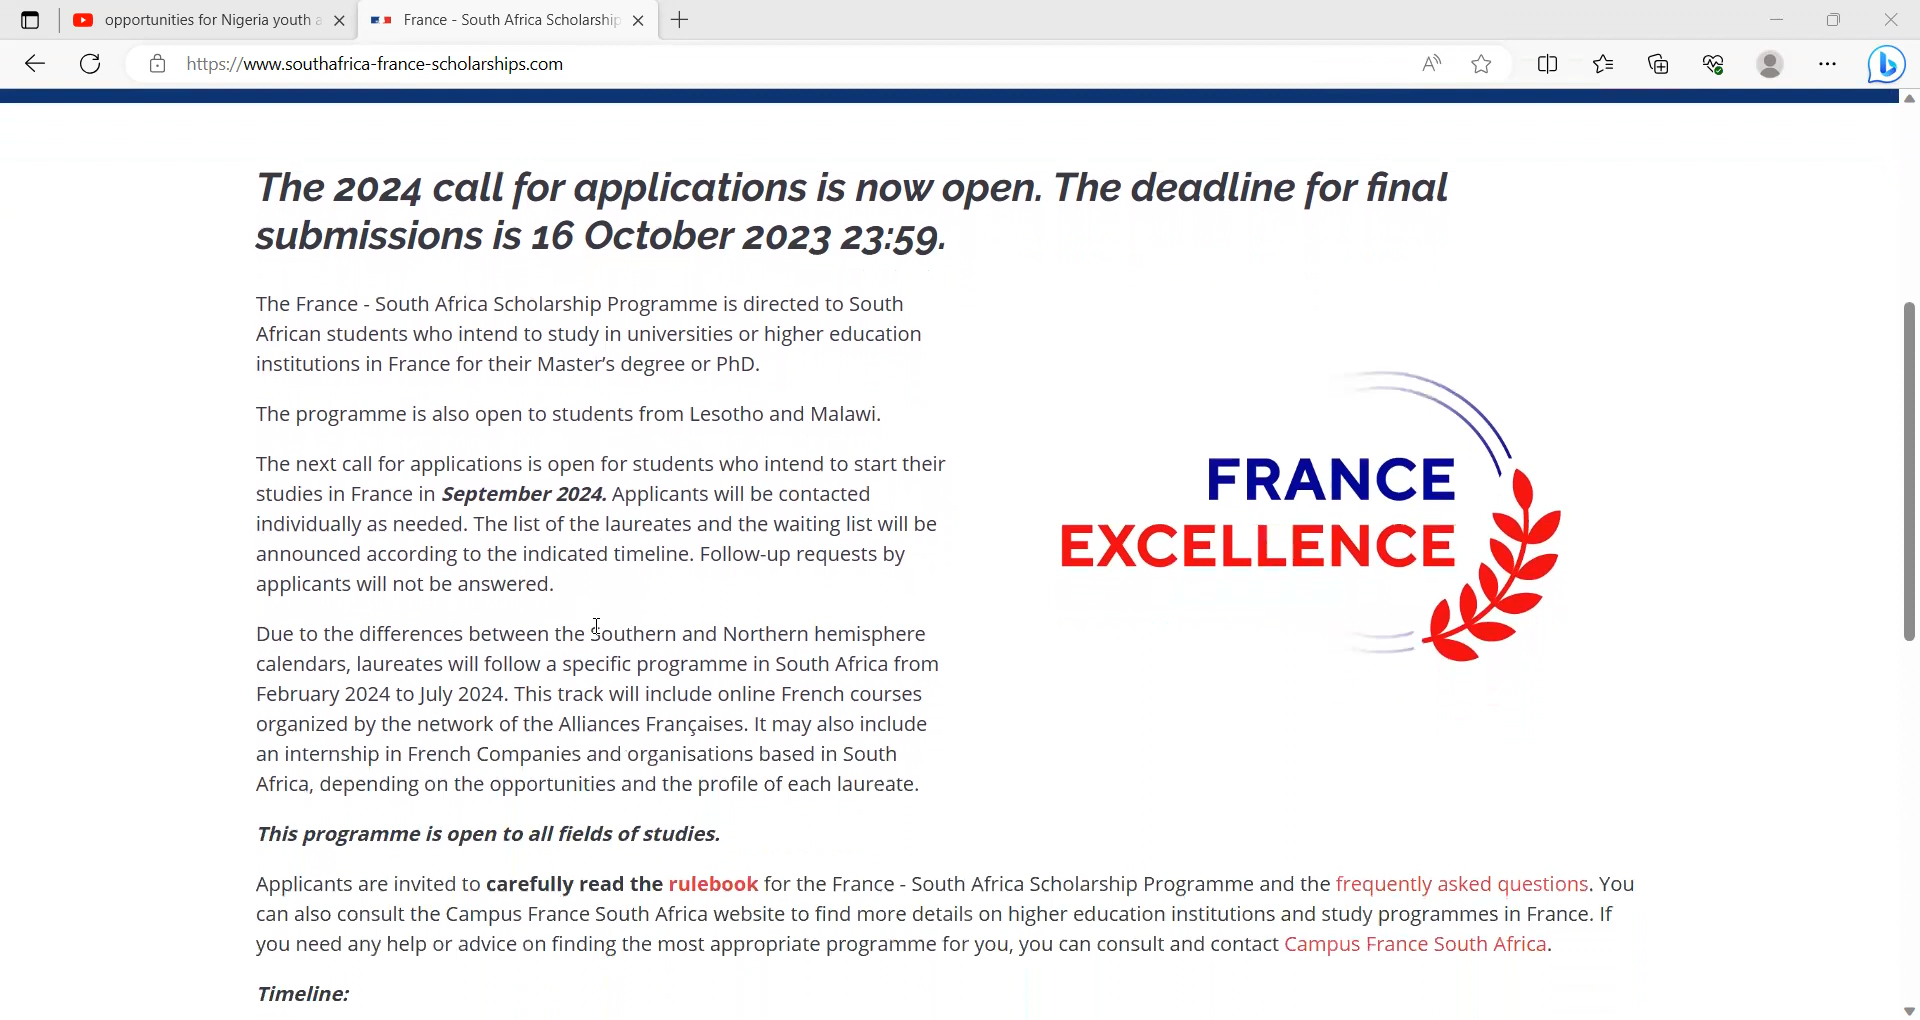 opportunities for Nigeria youth a
France - South Africa Scholarship
https://www.southafrica-france-scholarships.com
The 2024 call for applications is now open. The deadline for final
submissions is 16 October 2023 23:59.
The France - South Africa Scholarship Programme is directed to South
African students who intend to study in universities or higher education
institutions in France for their Master’s degree or PhD.
The programme is also open to students from Lesotho and Malawi.
The next call for applications is open for students who intend to start their
studies in France in September 2024. Applicants will be contacted
individually as needed. The list of the laureates and the waiting list will be
announced according to the indicated timeline. Follow-up requests by
applicants will not be answered.
FRANCE
EXCELLENCE
Due to the differences between the Southern and Northern hemisphere
calendars, laureates will follow a specific programme in South Africa from
February 2024 to July 2024. This track will include online French courses
organized by the network of the Alliances Françaises. It may also include
an internship in French Companies and organisations based in South
Africa, depending on the opportunities and the profile of each laureate.
This programme is open to all fields of studies.
Applicants are invited to carefully read the rulebook for the France - South Africa Scholarship Programme and the frequently asked questions. You
can also consult the Campus France South Africa website to find more details on higher education institutions and study programmes in France. If
you need any help or advice on finding the most appropriate programme for you, you can consult and contact Campus France South Africa.
Timeline: